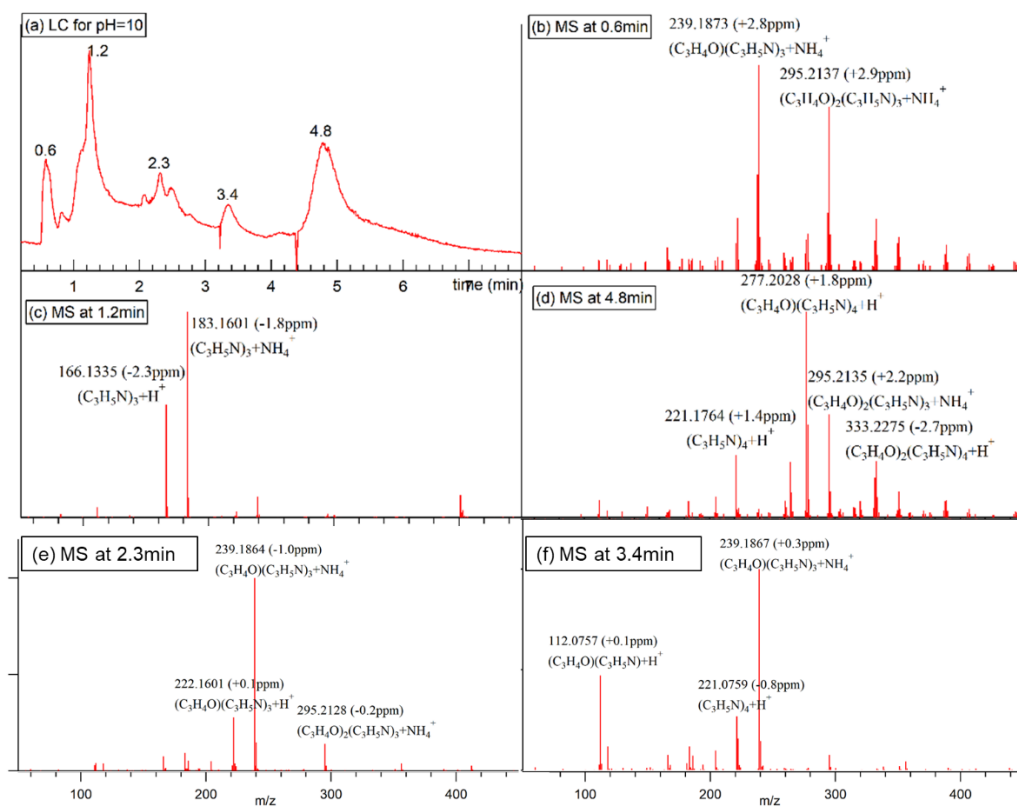 (a) LC for pH=10
1.2
0.6
2.3
3.4
4.8
1 2 3 4 5 6 7
time (min)
(b) MS at 0.6min
239.1873 (+2.8ppm)
(C₃H₄O)(C₃H₅N)₃+NH₄⁺
295.2137 (+2.9ppm)
(C₃H₄O)₂(C₃H₅N)₃+NH₄⁺
(c) MS at 1.2min
183.1601 (-1.8ppm)
(C₃H₅N)₃+NH₄⁺
166.1335 (-2.3ppm)
(C₃H₅N)₃+H⁺
(d) MS at 4.8min
277.2028 (+1.8ppm)
(C₃H₄O)(C₃H₅N)₄+H⁺
295.2135 (+2.2ppm)
(C₃H₄O)₂(C₃H₅N)₃+NH₄⁺
221.1764 (+1.4ppm)
(C₃H₅N)₄+H⁺
333.2275 (-2.7ppm)
(C₃H₄O)₂(C₃H₅N)₄+H⁺
(e) MS at 2.3min
239.1864 (-1.0ppm)
(C₃H₄O)(C₃H₅N)₃+NH₄⁺
222.1601 (+0.1ppm)
(C₃H₄O)(C₃H₅N)₃+H⁺
295.2128 (-0.2ppm)
(C₃H₄O)₂(C₃H₅N)₃+NH₄⁺
200 m/z 400
(f) MS at 3.4min
239.1867 (+0.3ppm)
(C₃H₄O)(C₃H₅N)₃+NH₄⁺
112.0757 (+0.1ppm)
(C₃H₄O)(C₃H₅N)+H⁺
221.0759 (-0.8ppm)
(C₃H₅N)₄+H⁺
200 m/z 400